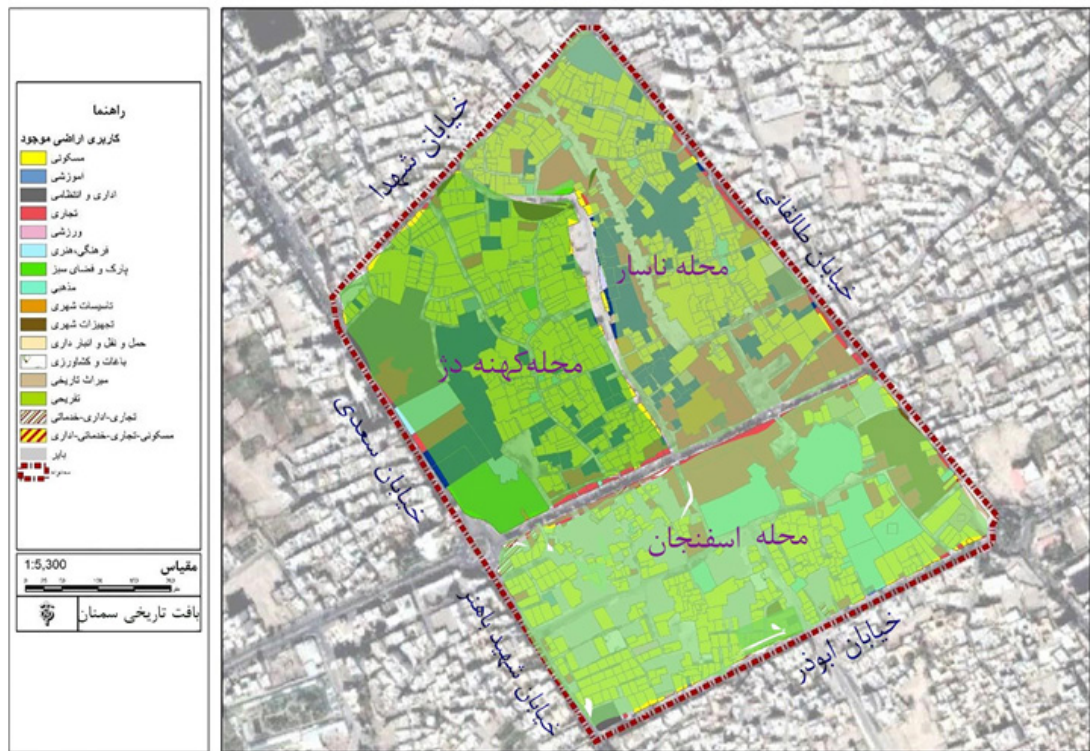 راهنما
کاربری اراضی موجود
مسکونی
آموزشی
اداری و انتظامی
تجاری
ورزشی
فرهنگی،هنری
پارک و فضای سبز
مذهبی
تاسیسات شهری
تجهیزات شهری
حمل و نقل و انبار داری
باغات و کشاورزی
میراث تاریخی
تفریحی
تجاری-اداری-خدماتی
مسکونی-تجاری-خدماتی-اداری
بایر
محدوده
مقیاس 1:5,300
بافت تاریخی سمنان
خیابان شهدا
خیابان طالقانی
محله ناسار
محله کهنه دژ
خیابان سعدی
محله اسفنجان
خیابان شهید باهنر
خیابان ابوذر